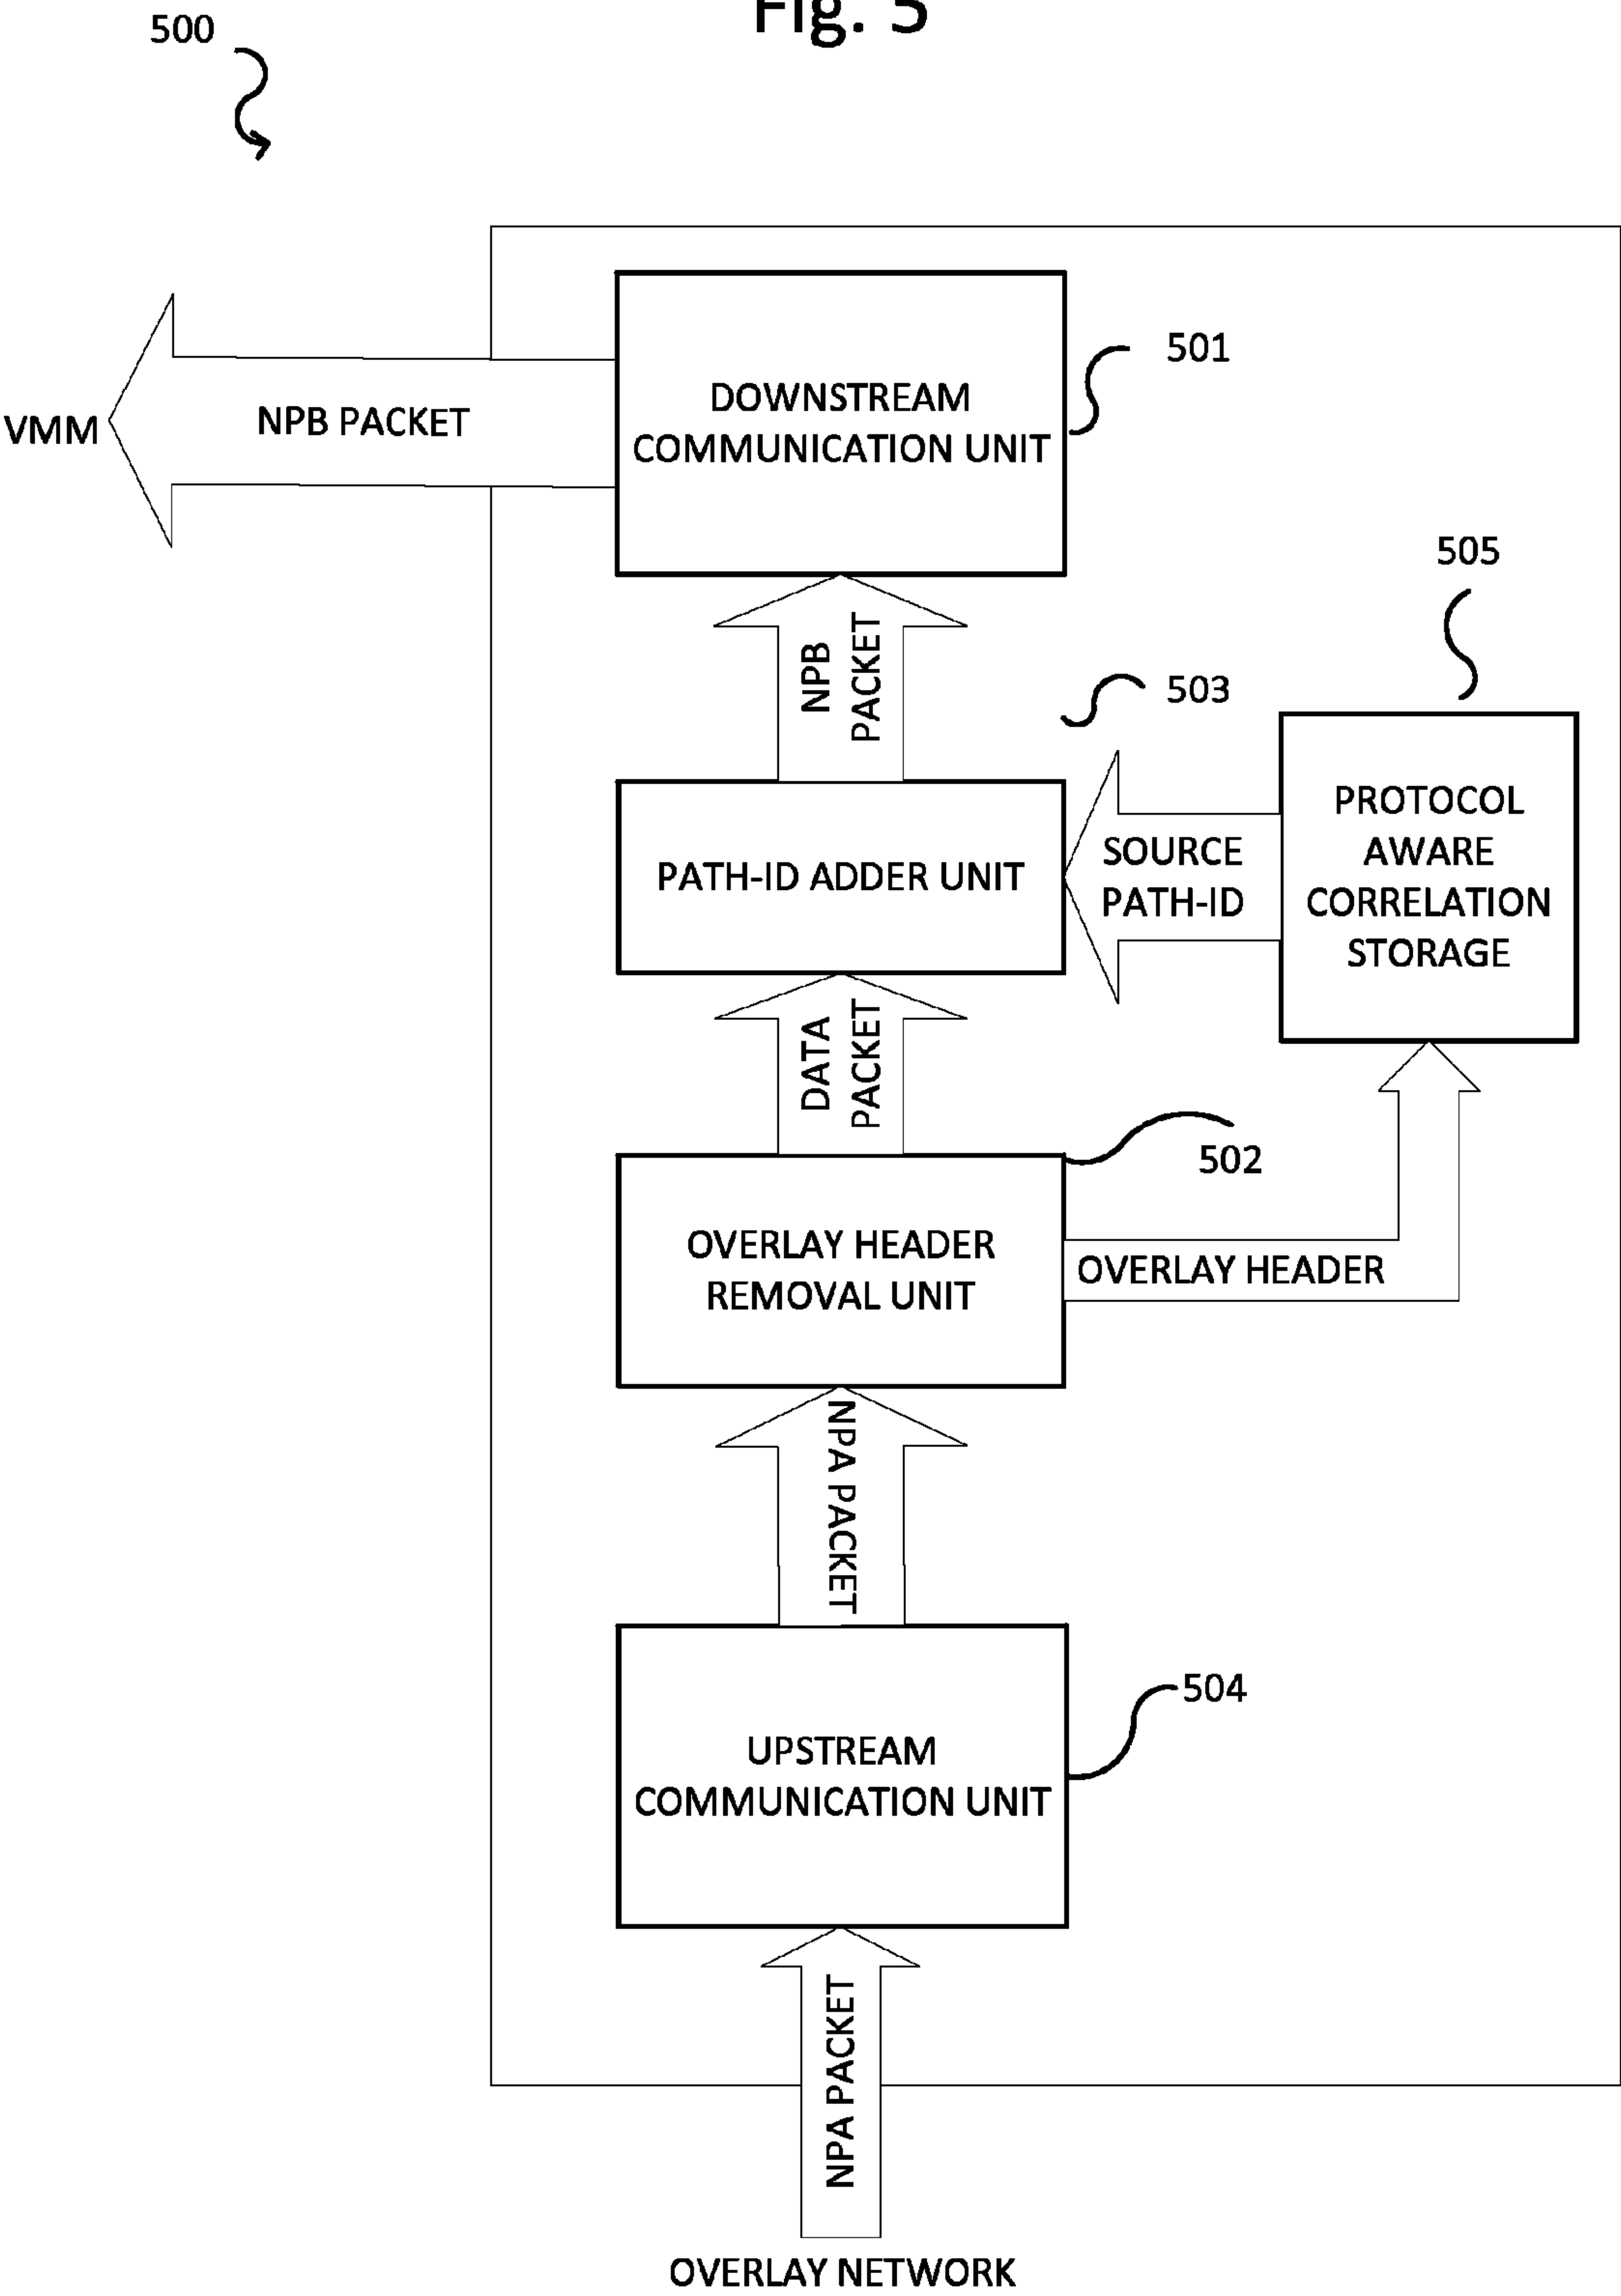 Fig. 5
500
501
DOWNSTREAM
COMMUNICATION UNIT
NPB PACKET
VMM
505
NPB
PACKET
503
PROTOCOL
AWARE
CORRELATION
STORAGE
SOURCE
PATH-ID
PATH-ID ADDER UNIT
DATA
PACKET
502
OVERLAY HEADER
REMOVAL UNIT
OVERLAY HEADER
NPA PACKET
504
UPSTREAM
COMMUNICATION UNIT
NPA PACKET
OVERLAY NETWORK